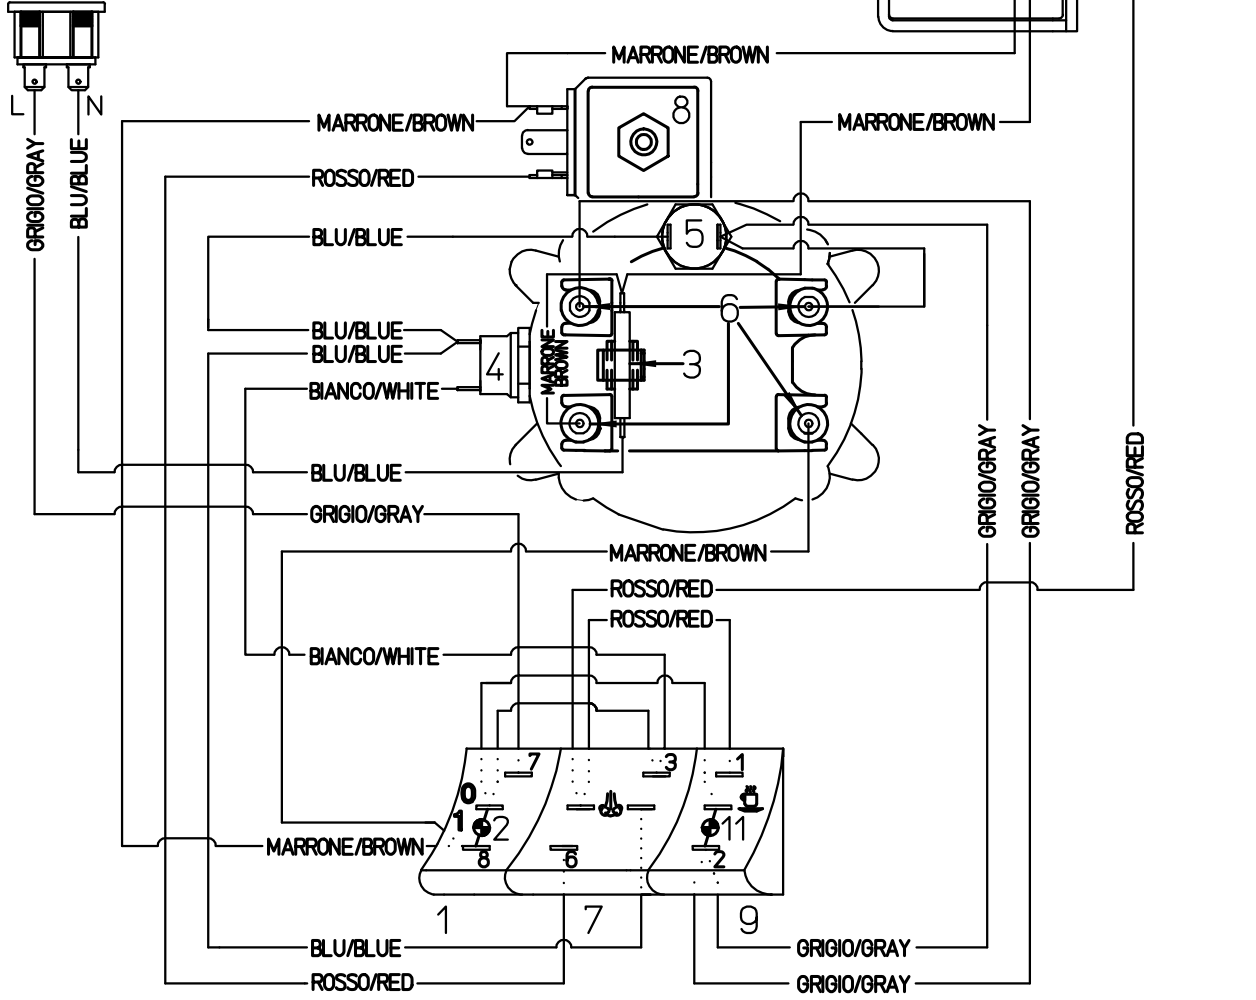 MARRONE/BROWN
L
N
8
MARRONE/BROWN
MARRONE/BROWN
GRIGIO/GRAY
BLU/BLUE
ROSSO/RED
BLU/BLUE
5
6
BLU/BLUE
BLU/BLUE
4
MARRONE
BROWN
3
BIANCO/WHITE
BLU/BLUE
GRIGIO/GRAY
GRIGIO/GRAY
ROSSO/RED
GRIGIO/GRAY
MARRONE/BROWN
ROSSO/RED
ROSSO/RED
BIANCO/WHITE
7
3
1
0
1
2
11
MARRONE/BROWN
8
6
2
1
7
9
BLU/BLUE
GRIGIO/GRAY
ROSSO/RED
GRIGIO/GRAY